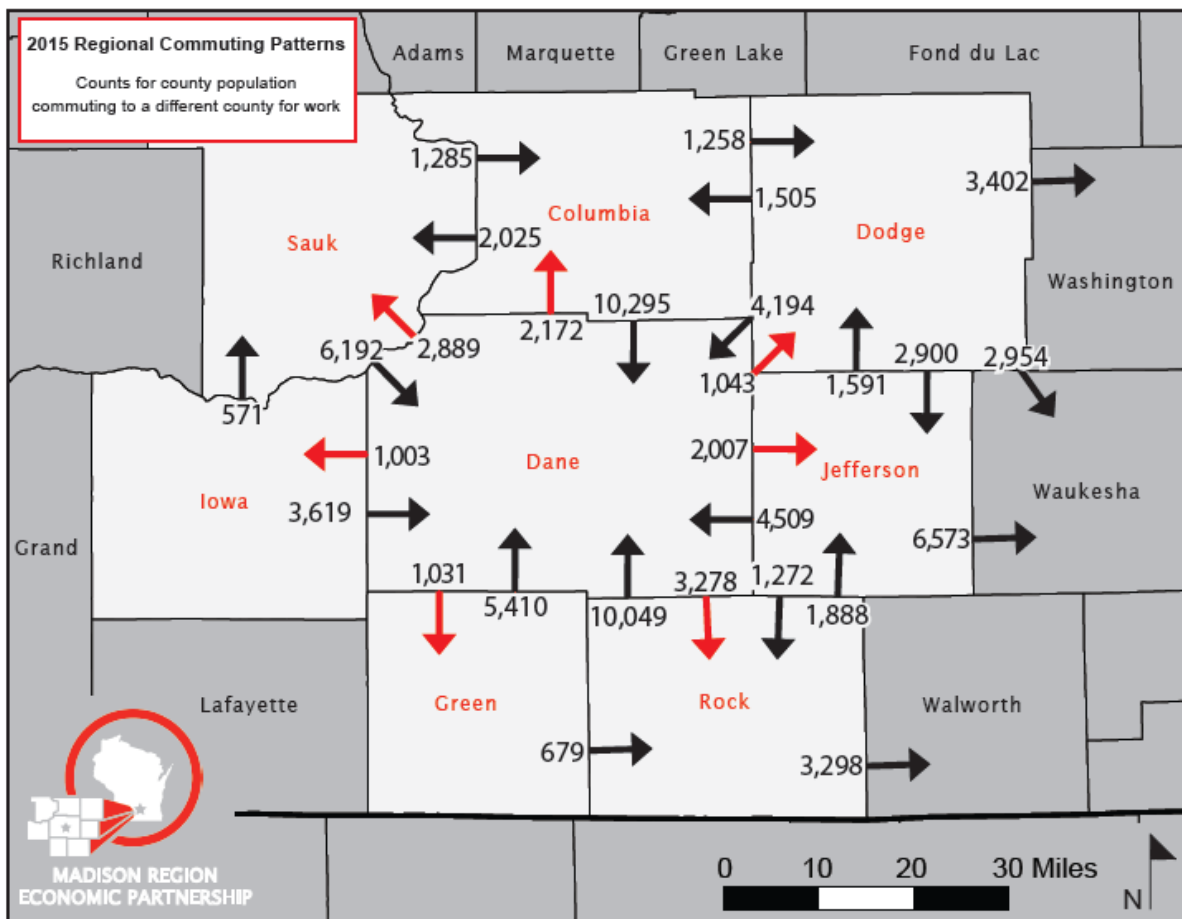 2015 Regional Commuting Patterns
Counts for county population
commuting to a different county for work
Adams
Marquette
Green Lake
Fond du Lac
1,285
1,258
3,402
1,505
Columbia
Dodge
Sauk
2,025
Richland
Washington
10,295
4,194
2,172
6,192
2,889
2,900
2,954
1,043
1,591
571
1,003
Dane
2,007
Jefferson
Iowa
Waukesha
3,619
4,509
6,573
Grand
1,031
3,278
1,272
5,410
10,049
1,888
Lafayette
Green
Rock
Walworth
679
3,298
MADISON REGION
ECONOMIC PARTNERSHIP
0 10 20 30 Miles
N